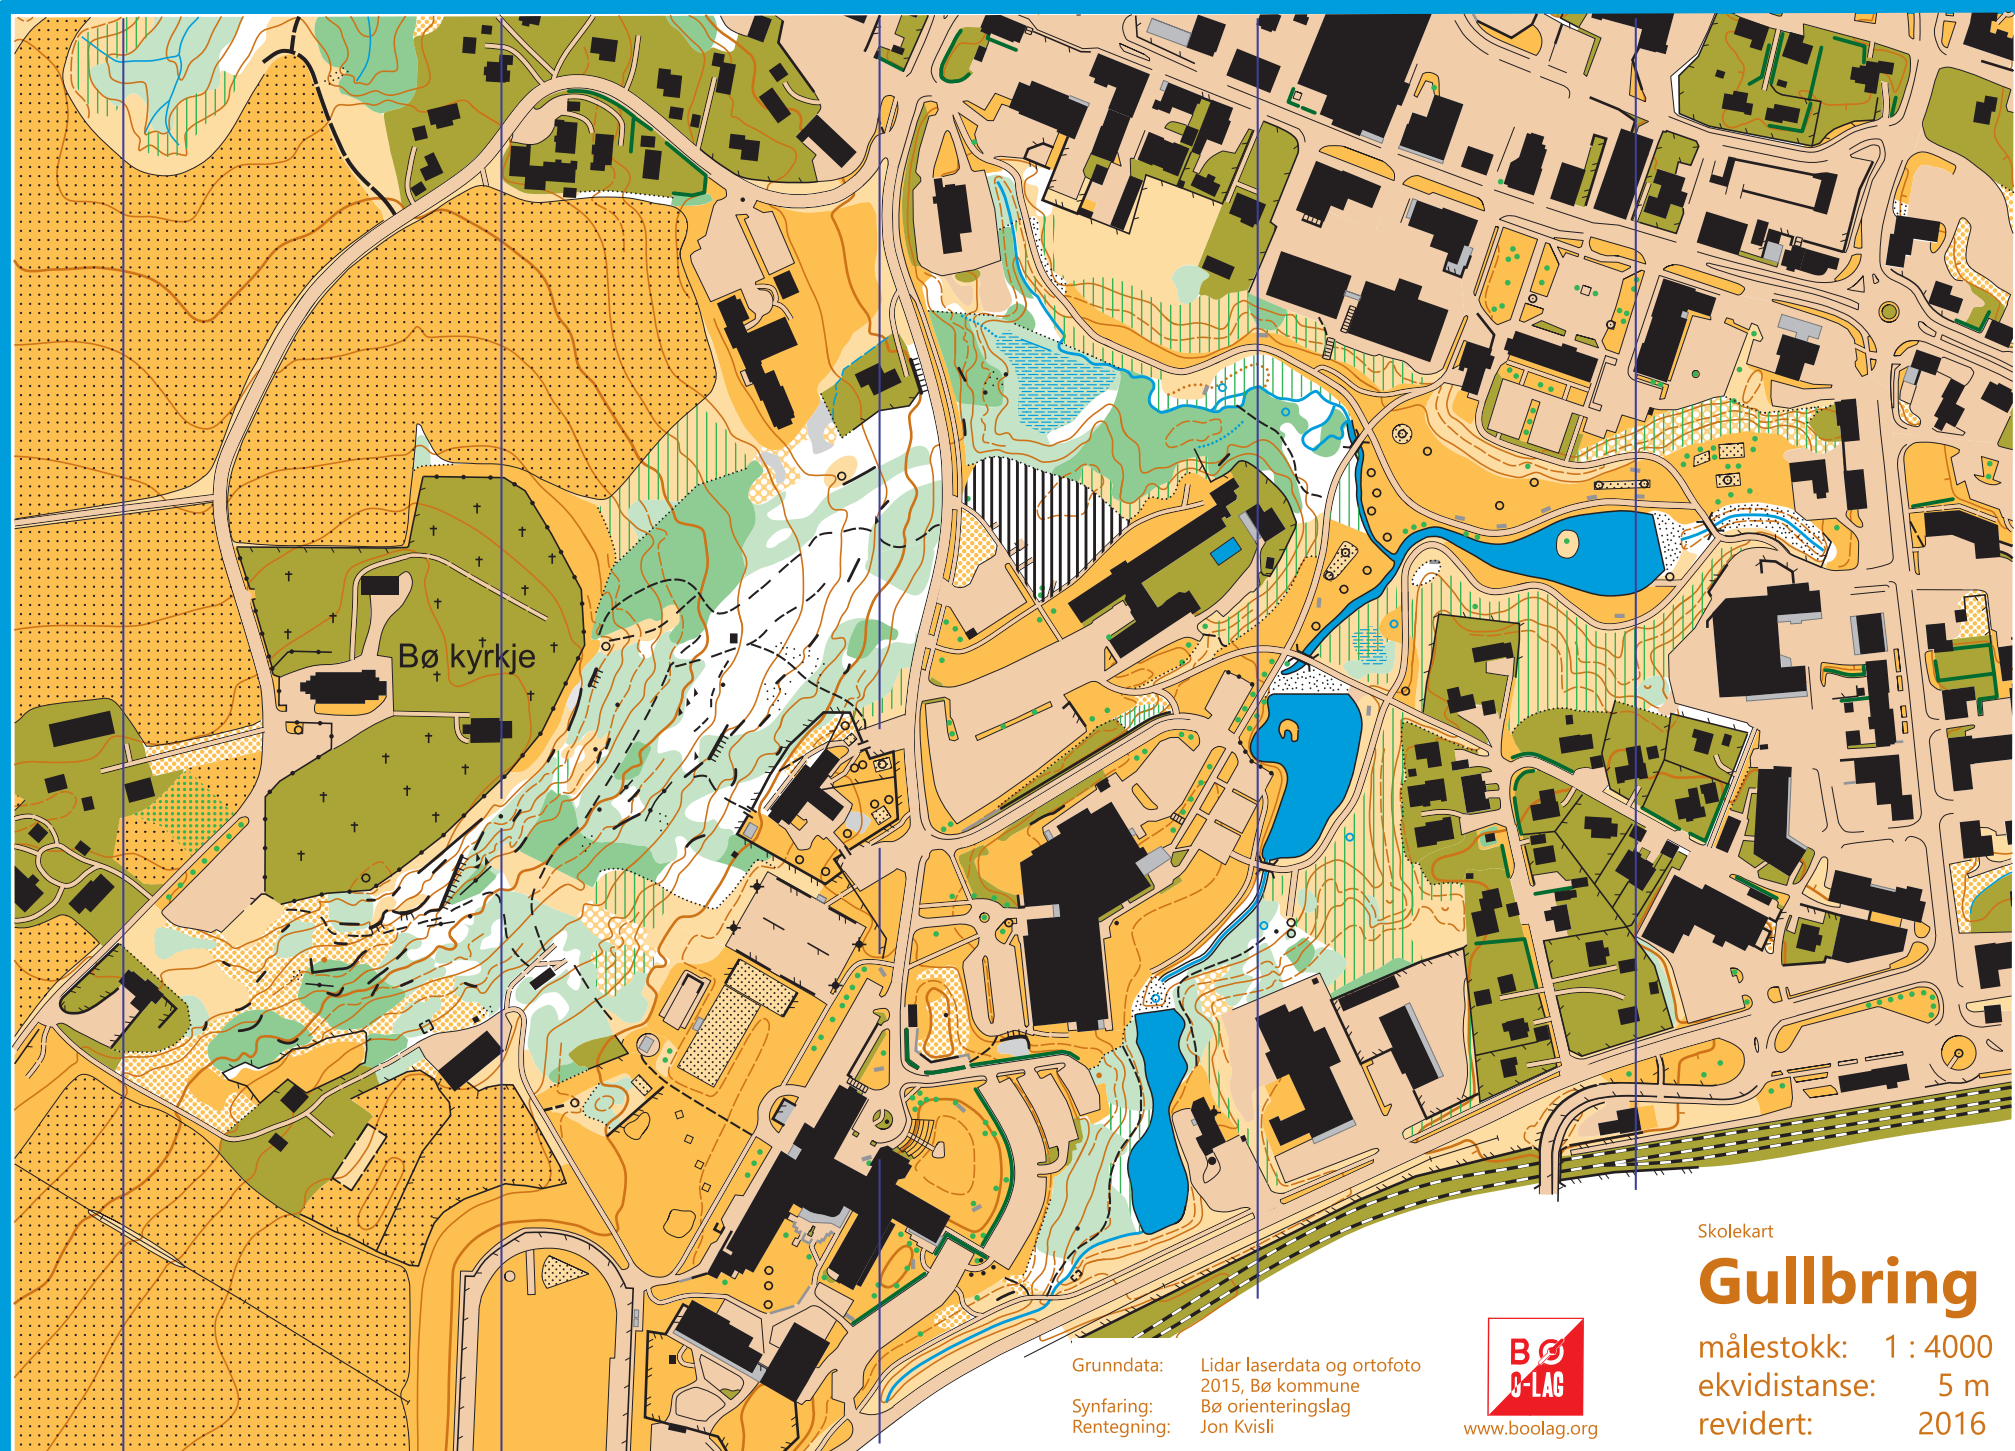 Bø kyrkje
Skolekart
Gullbring
målestokk: 1 : 4000
ekvidistanse: 5 m
revidert: 2016
Grunndata: Lidar laserdata og ortofoto
2015, Bø kommune
Synfaring: Bø orienteringslag
Rentegning: Jon Kvisli
BØ
O-LAG
www.boolag.org